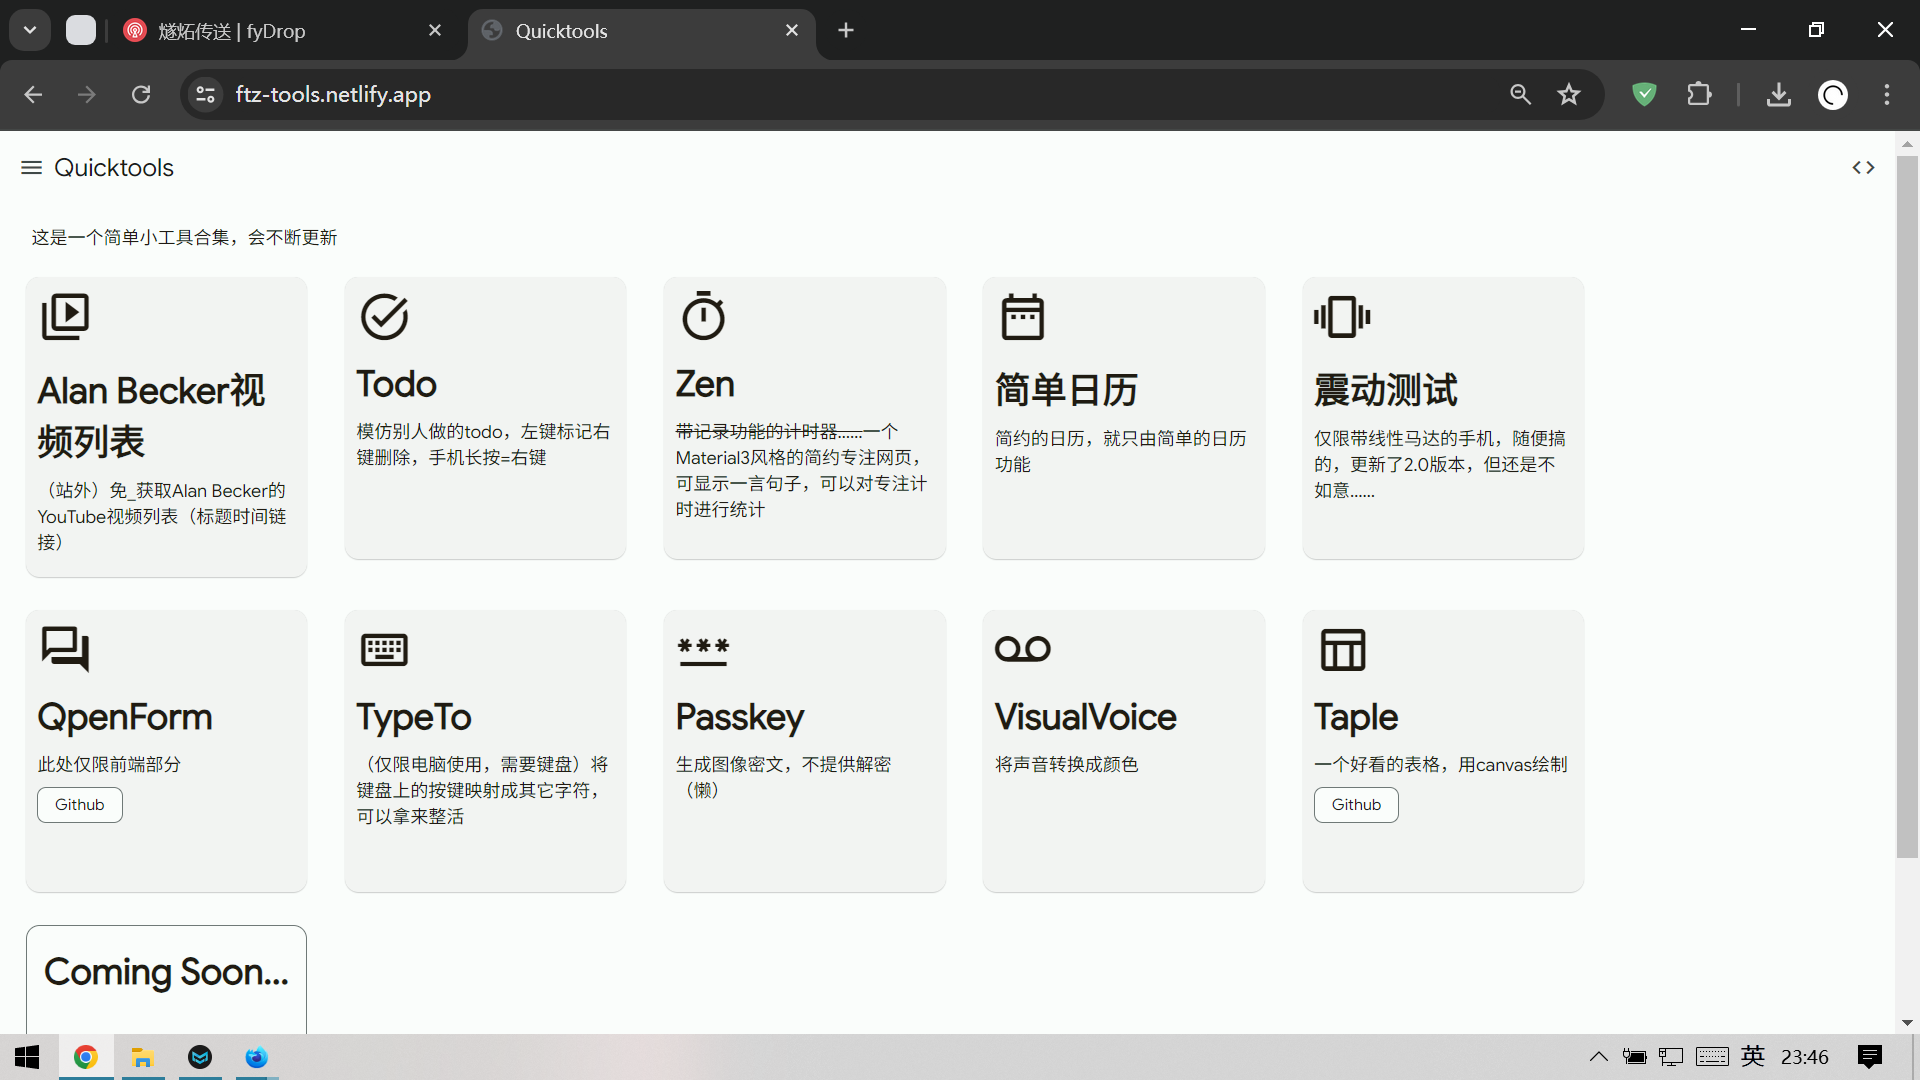 燧炻传送 | fyDrop
Quicktools
ftz-tools.netlify.app
Quicktools
这是一个简单小工具合集，会不断更新
Alan Becker视
频列表
（站外）免_获取Alan Becker的
YouTube视频列表（标题时间链
接）
Todo
模仿别人做的todo，左键标记右
键删除，手机长按=右键
Zen
带记录功能的计时器......一个
Material3风格的简约专注网页，
可显示一言句子，可以对专注计
时进行统计
简单日历
简约的日历，就只由简单的日历
功能
震动测试
仅限带线性马达的手机，随便搞
的，更新了2.0版本，但还是不
如意......
QpenForm
此处仅限前端部分
Github
TypeTo
（仅限电脑使用，需要键盘）将
键盘上的按键映射成其它字符，
可以拿来整活
Passkey
生成图像密文，不提供解密
（懒）
VisualVoice
将声音转换成颜色
Taple
一个好看的表格，用canvas绘制
Github
Coming Soon...
英
23:46